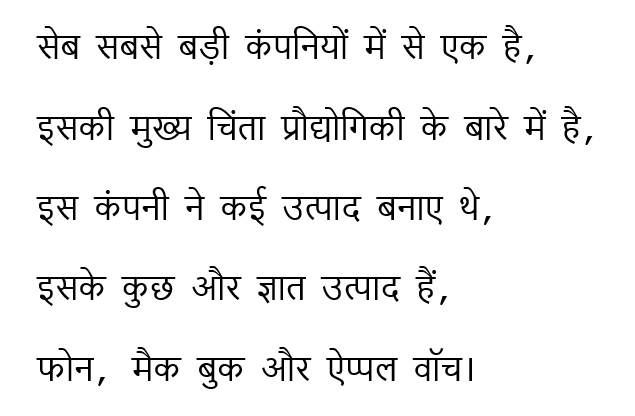 सेब सबसे बड़ी कंपनियों में से एक है,
इसकी मुख्य चिंता प्रौद्योगिकी के बारे में है,
इस कंपनी ने कई उत्पाद बनाए थे,
इसके कुछ और ज्ञात उत्पाद हैं,
फोन, मैक बुक और ऐप्पल वॉच।